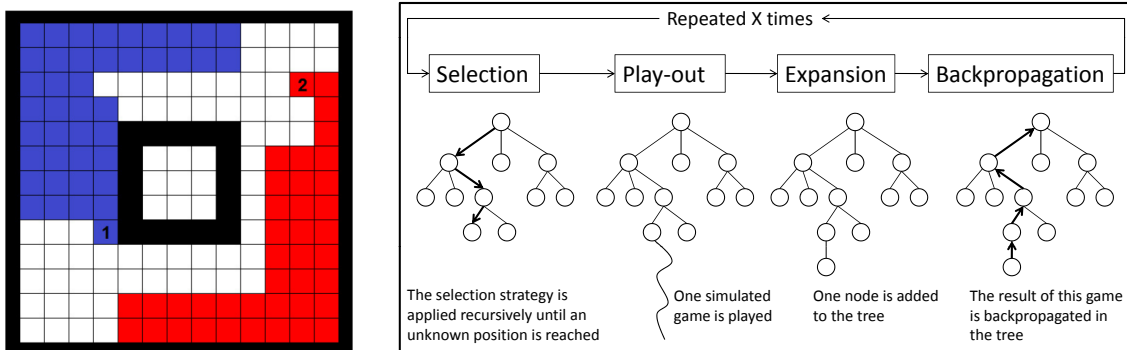 2
1
Repeated X times
Selection
Play-out
Expansion
Backpropagation
The selection strategy is
applied recursively until an
unknown position is reached
One simulated
game is played
One node is added
to the tree
The result of this game
is backpropagated in
the tree